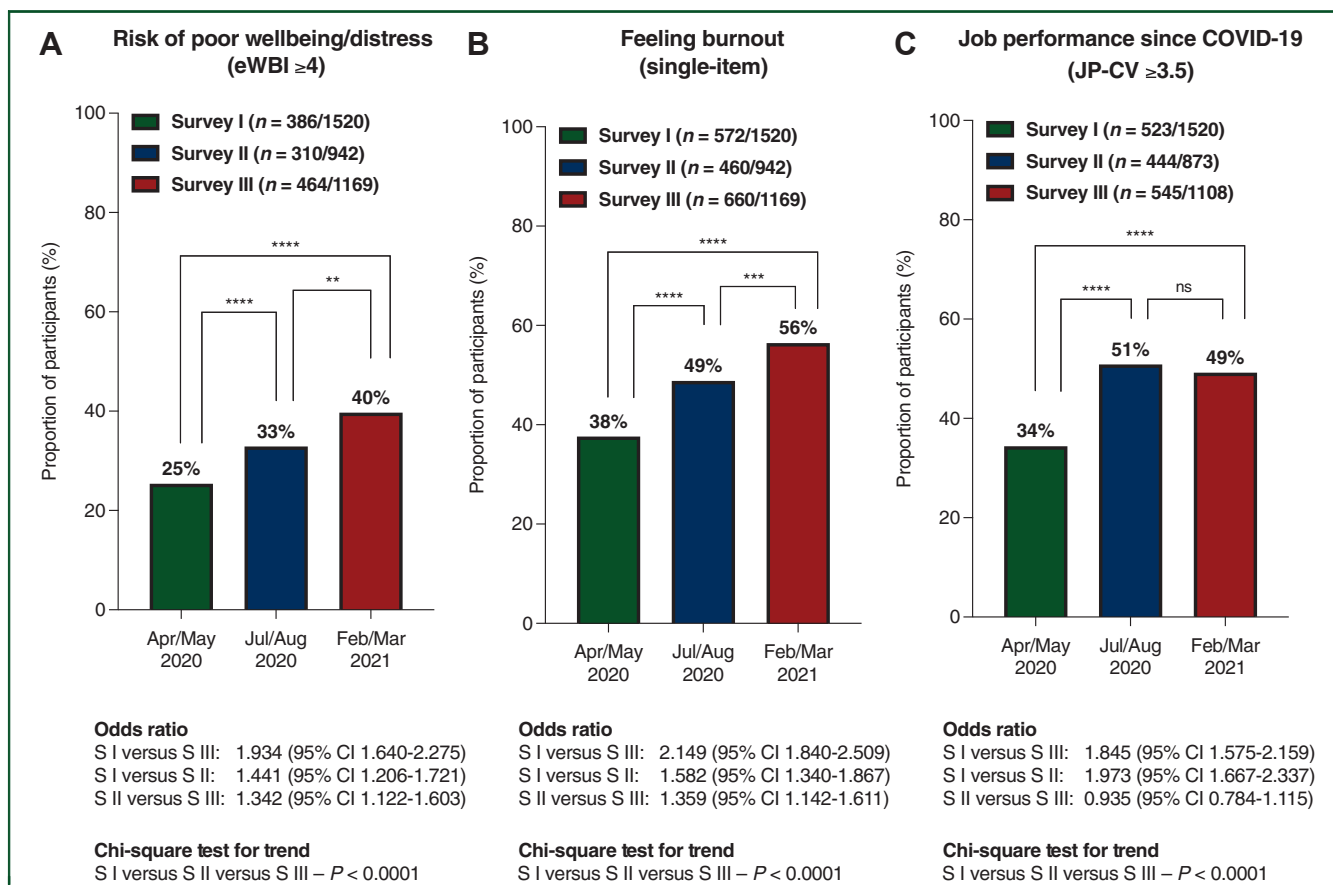 A
Risk of poor wellbeing/distress
(eWBI ≥4)
Proportion of participants (%)
100
80
60
40
20
0
Survey I (n = 386/1520)
Survey II (n = 310/942)
Survey III (n = 464/1169)
****
****
**
25%
33%
40%
Apr/May
2020
Jul/Aug
2020
Feb/Mar
2021
Odds ratio
S I versus S III: 1.934 (95% CI 1.640-2.275)
S I versus S II: 1.441 (95% CI 1.206-1.721)
S II versus S III: 1.342 (95% CI 1.122-1.603)
Chi-square test for trend
S I versus S II versus S III – P < 0.0001
B
Feeling burnout
(single-item)
Proportion of participants (%)
100
80
60
40
20
0
Survey I (n = 572/1520)
Survey II (n = 460/942)
Survey III (n = 660/1169)
****
****
***
38%
49%
56%
Apr/May
2020
Jul/Aug
2020
Feb/Mar
2021
Odds ratio
S I versus S III: 2.149 (95% CI 1.840-2.509)
S I versus S II: 1.582 (95% CI 1.340-1.867)
S II versus S III: 1.359 (95% CI 1.142-1.611)
Chi-square test for trend
S I versus S II versus S III – P < 0.0001
C
Job performance since COVID-19
(JP-CV ≥3.5)
Proportion of participants (%)
100
80
60
40
20
0
Survey I (n = 523/1520)
Survey II (n = 444/873)
Survey III (n = 545/1108)
****
****
ns
34%
51%
49%
Apr/May
2020
Jul/Aug
2020
Feb/Mar
2021
Odds ratio
S I versus S III: 1.845 (95% CI 1.575-2.159)
S I versus S II: 1.973 (95% CI 1.667-2.337)
S II versus S III: 0.935 (95% CI 0.784-1.115)
Chi-square test for trend
S I versus S II versus S III – P < 0.0001